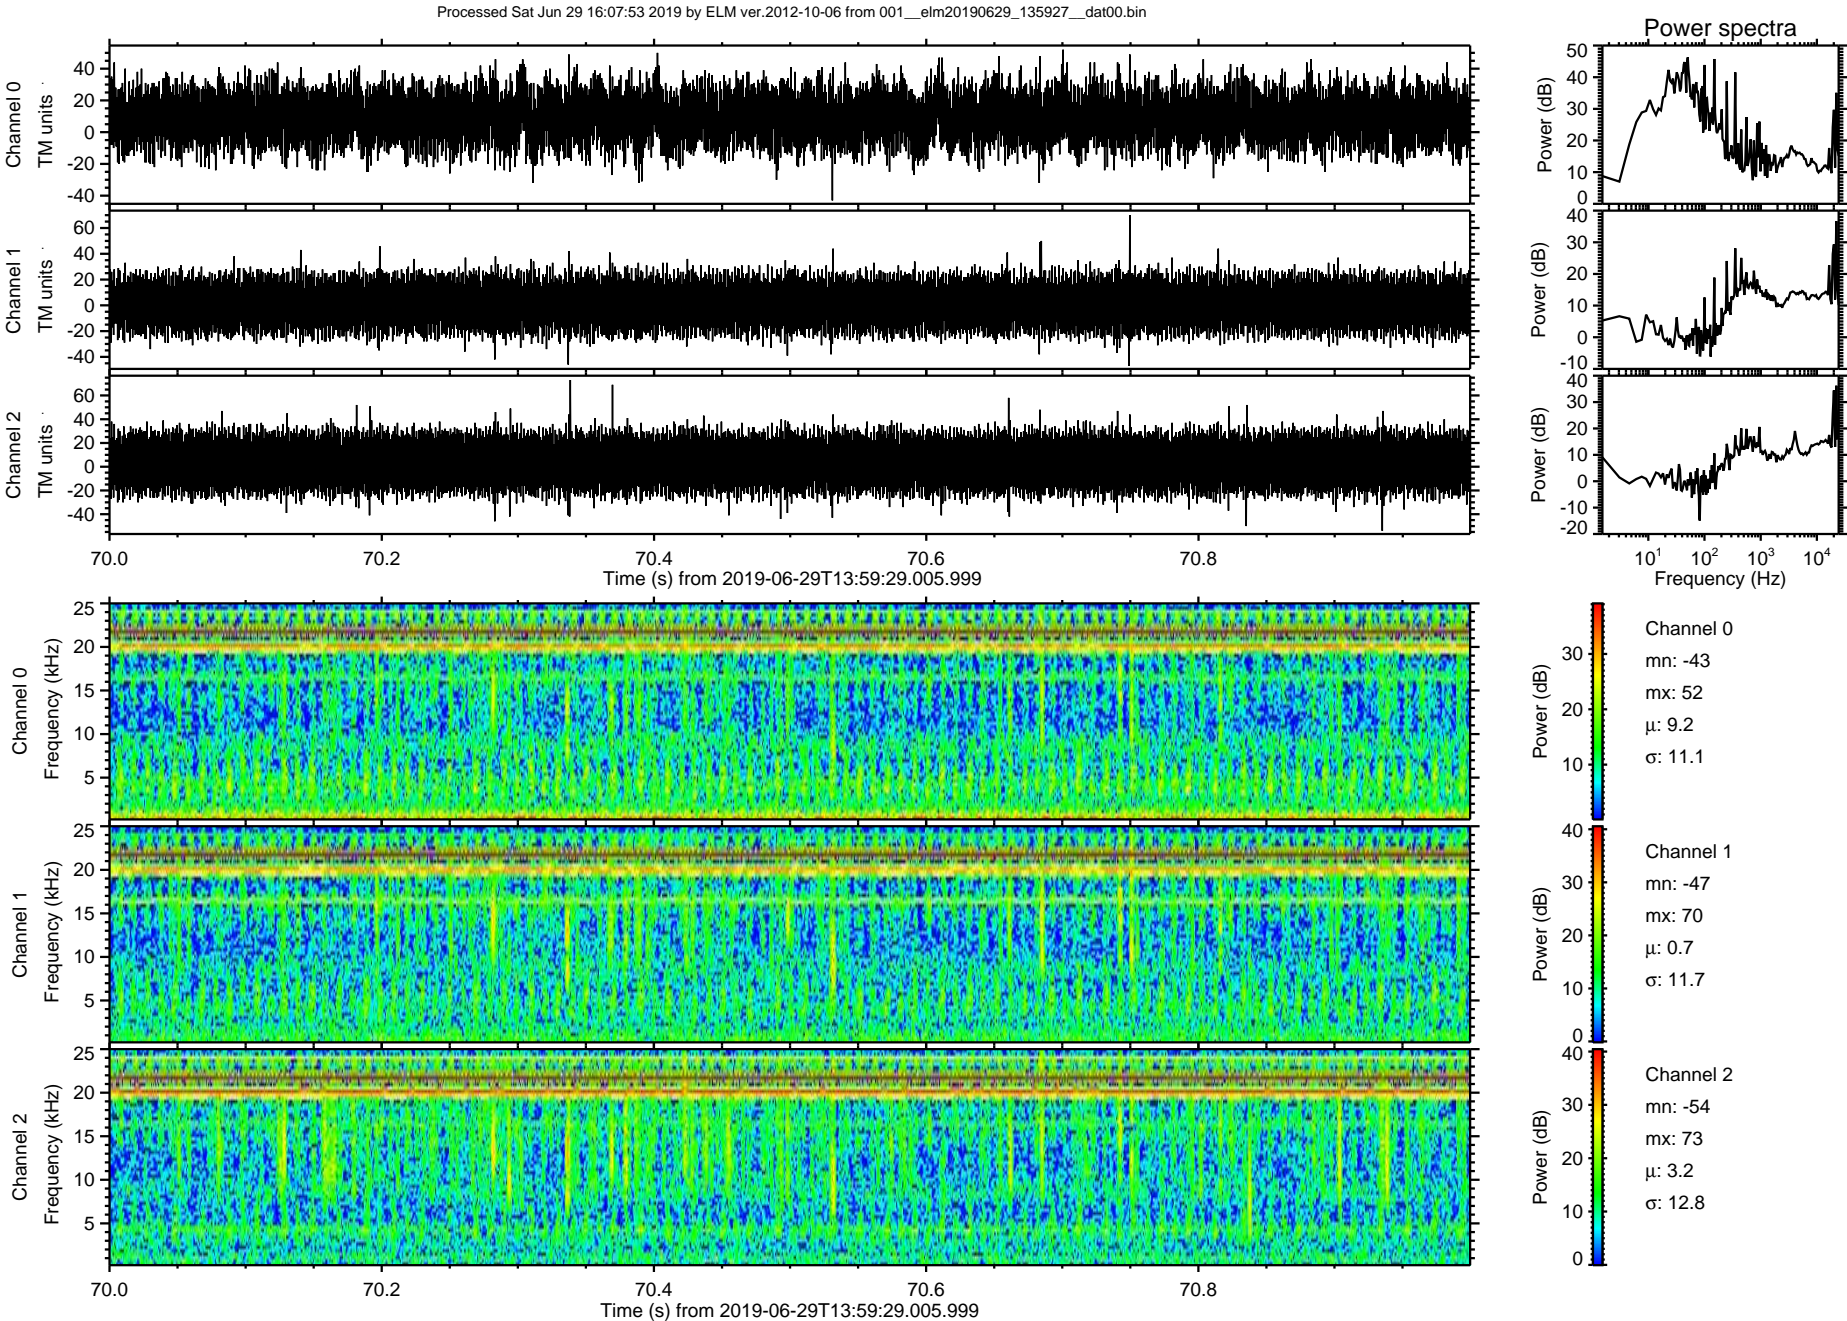 Processed Sat Jun 29 16:07:53 2019 by ELM ver.2012-10-06 from 001__elm20190629_135927__dat00.bin
Power spectra
Channel 0
TM units
40
20
0
-20
-40
Power (dB)
50
40
30
20
10
0
Channel 1
TM units
60
40
20
0
-20
-40
Power (dB)
40
30
20
10
0
-10
Channel 2
TM units
60
40
20
0
-20
-40
Power (dB)
40
30
20
10
0
-10
-20
70.0 70.2 70.4 70.6 70.8
Time (s) from 2019-06-29T13:59:29.005.999
10^1 10^2 10^3 10^4
Frequency (Hz)
Channel 0
Frequency (kHz)
25
20
15
10
5
Power (dB)
30
20
10
Channel 0
mn: -43
mx: 52
μ: 9.2
σ: 11.1
Channel 1
Frequency (kHz)
25
20
15
10
5
Power (dB)
40
30
20
10
0
Channel 1
mn: -47
mx: 70
μ: 0.7
σ: 11.7
Channel 2
Frequency (kHz)
25
20
15
10
5
Power (dB)
40
30
20
10
0
Channel 2
mn: -54
mx: 73
μ: 3.2
σ: 12.8
70.0 70.2 70.4 70.6 70.8
Time (s) from 2019-06-29T13:59:29.005.999